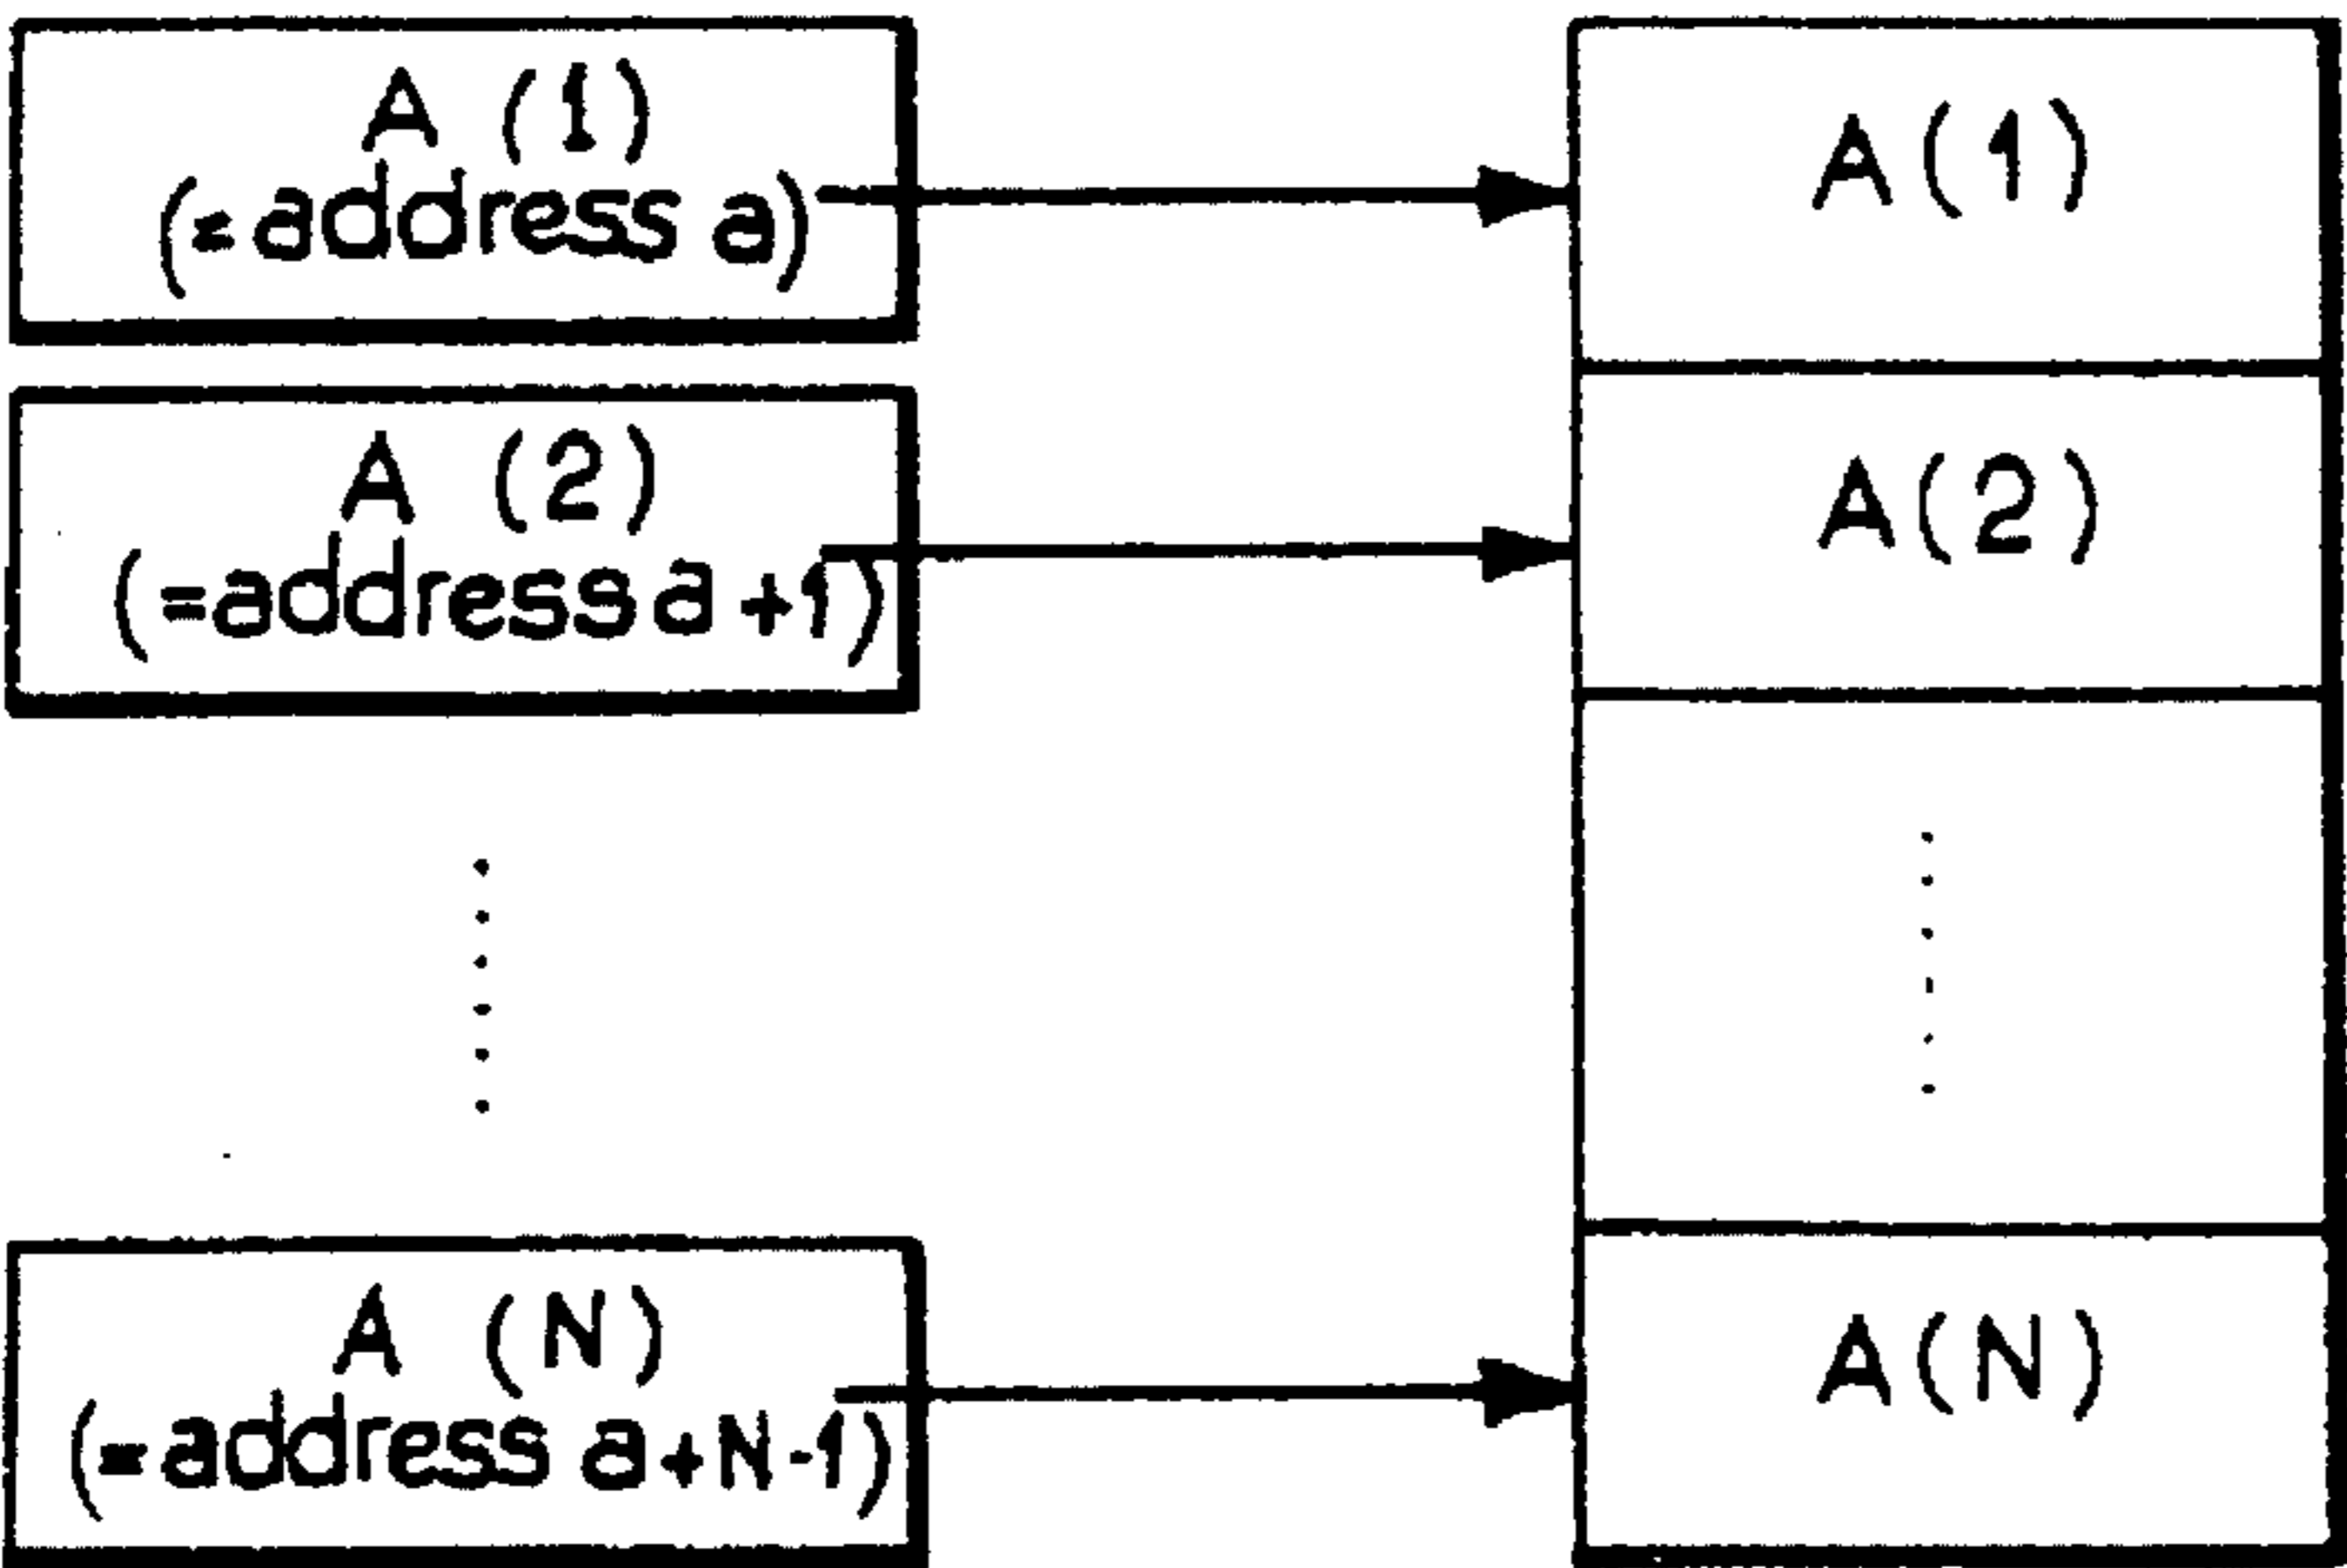 A (1)
(=address a)
A(1)
A (2)
(=address a+1)
A(2)
A (N)
(=address a+N-1)
A(N)